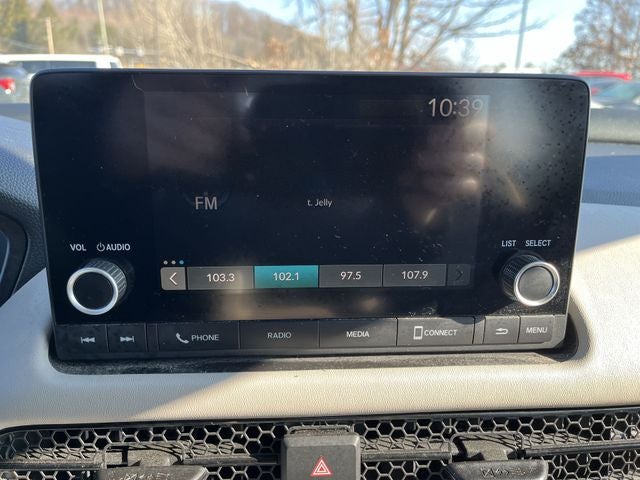 10:39
FM
t. Jelly
VOL AUDIO
LIST SELECT
103.3 102.1 97.5 107.9
PHONE RADIO MEDIA CONNECT MENU